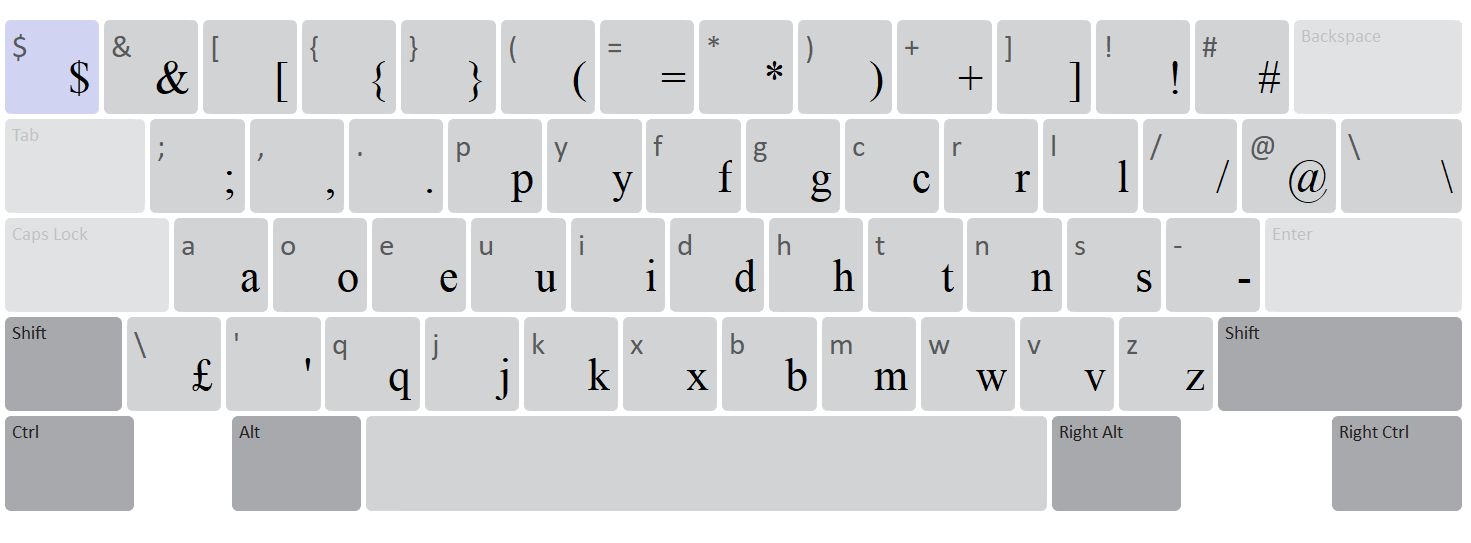 $ $ & & [ [ { { } } ( ( = = * * ) ) + + ] ] ! ! # # Backspace
Tab ; ; , , . . p p y y f f g g c c r r l l / / @ @ \ \
Caps Lock a a o o e e u u i i d d h h t t n n s s - - Enter
Shift \ £ ' ' q q j j k k x x b b m m w w v v z z Shift
Ctrl Alt Right Alt Right Ctrl